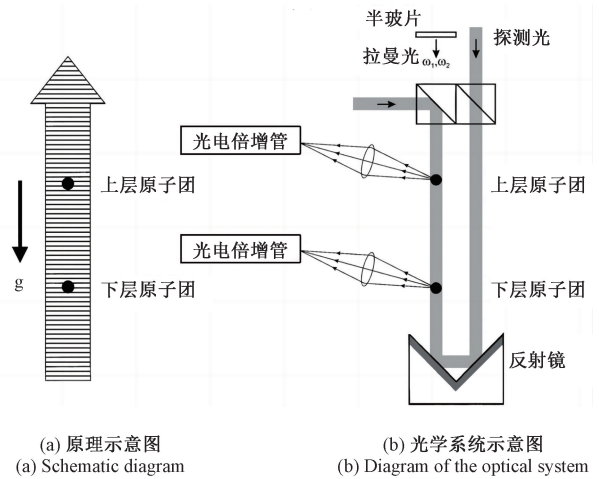 上层原子团
g
下层原子团
(a) 原理示意图
(a) Schematic diagram
半玻片
探测光
拉曼光 ω₁,ω₂
光电倍增管
上层原子团
光电倍增管
下层原子团
反射镜
(b) 光学系统示意图
(b) Diagram of the optical system